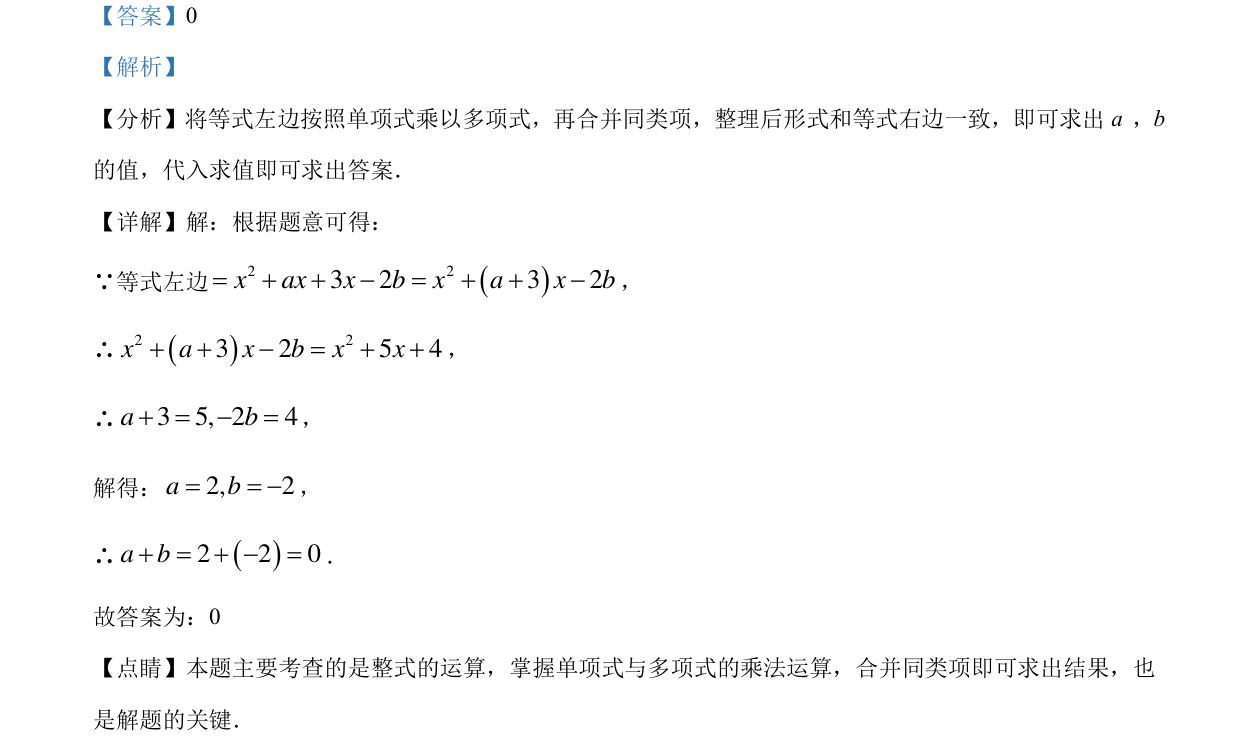 【答案】0
【解析】
【分析】将等式左边按照单项式乘以多项式，再合并同类项，整理后形式和等式右边一致，即可求出 a ，b
的值，代入求值即可求出答案．
【详解】解：根据题意可得：
∵等式左边= x² + ax + 3x − 2b = x² + (a + 3) x − 2b ，
∴ x² + (a + 3) x − 2b = x² + 5x + 4 ，
∴ a + 3 = 5, −2b = 4 ，
解得： a = 2, b = −2 ，
∴ a + b = 2 + (−2) = 0 ．
故答案为：0
【点睛】本题主要考查的是整式的运算，掌握单项式与多项式的乘法运算，合并同类项即可求出结果，也
是解题的关键．